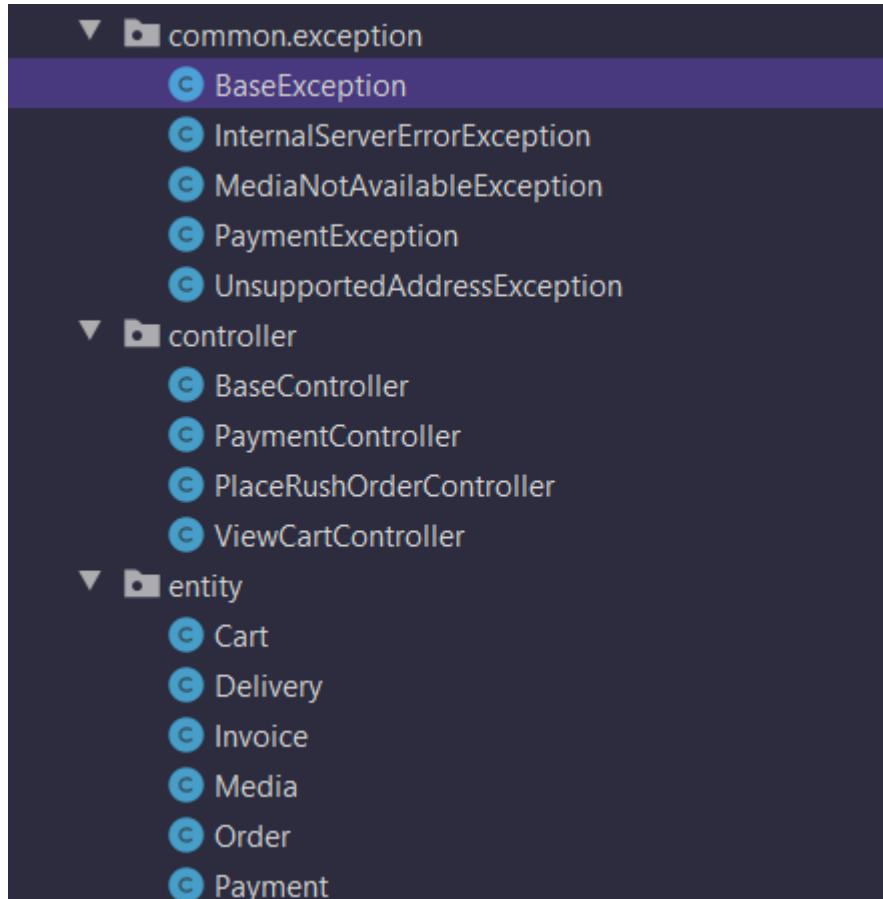 common.exception
C BaseException
C InternalServerErrorException
C MediaNotAvailableException
C PaymentException
C UnsupportedAddressException
controller
C BaseController
C PaymentController
C PlaceRushOrderController
C ViewCartController
entity
C Cart
C Delivery
C Invoice
C Media
C Order
C Payment